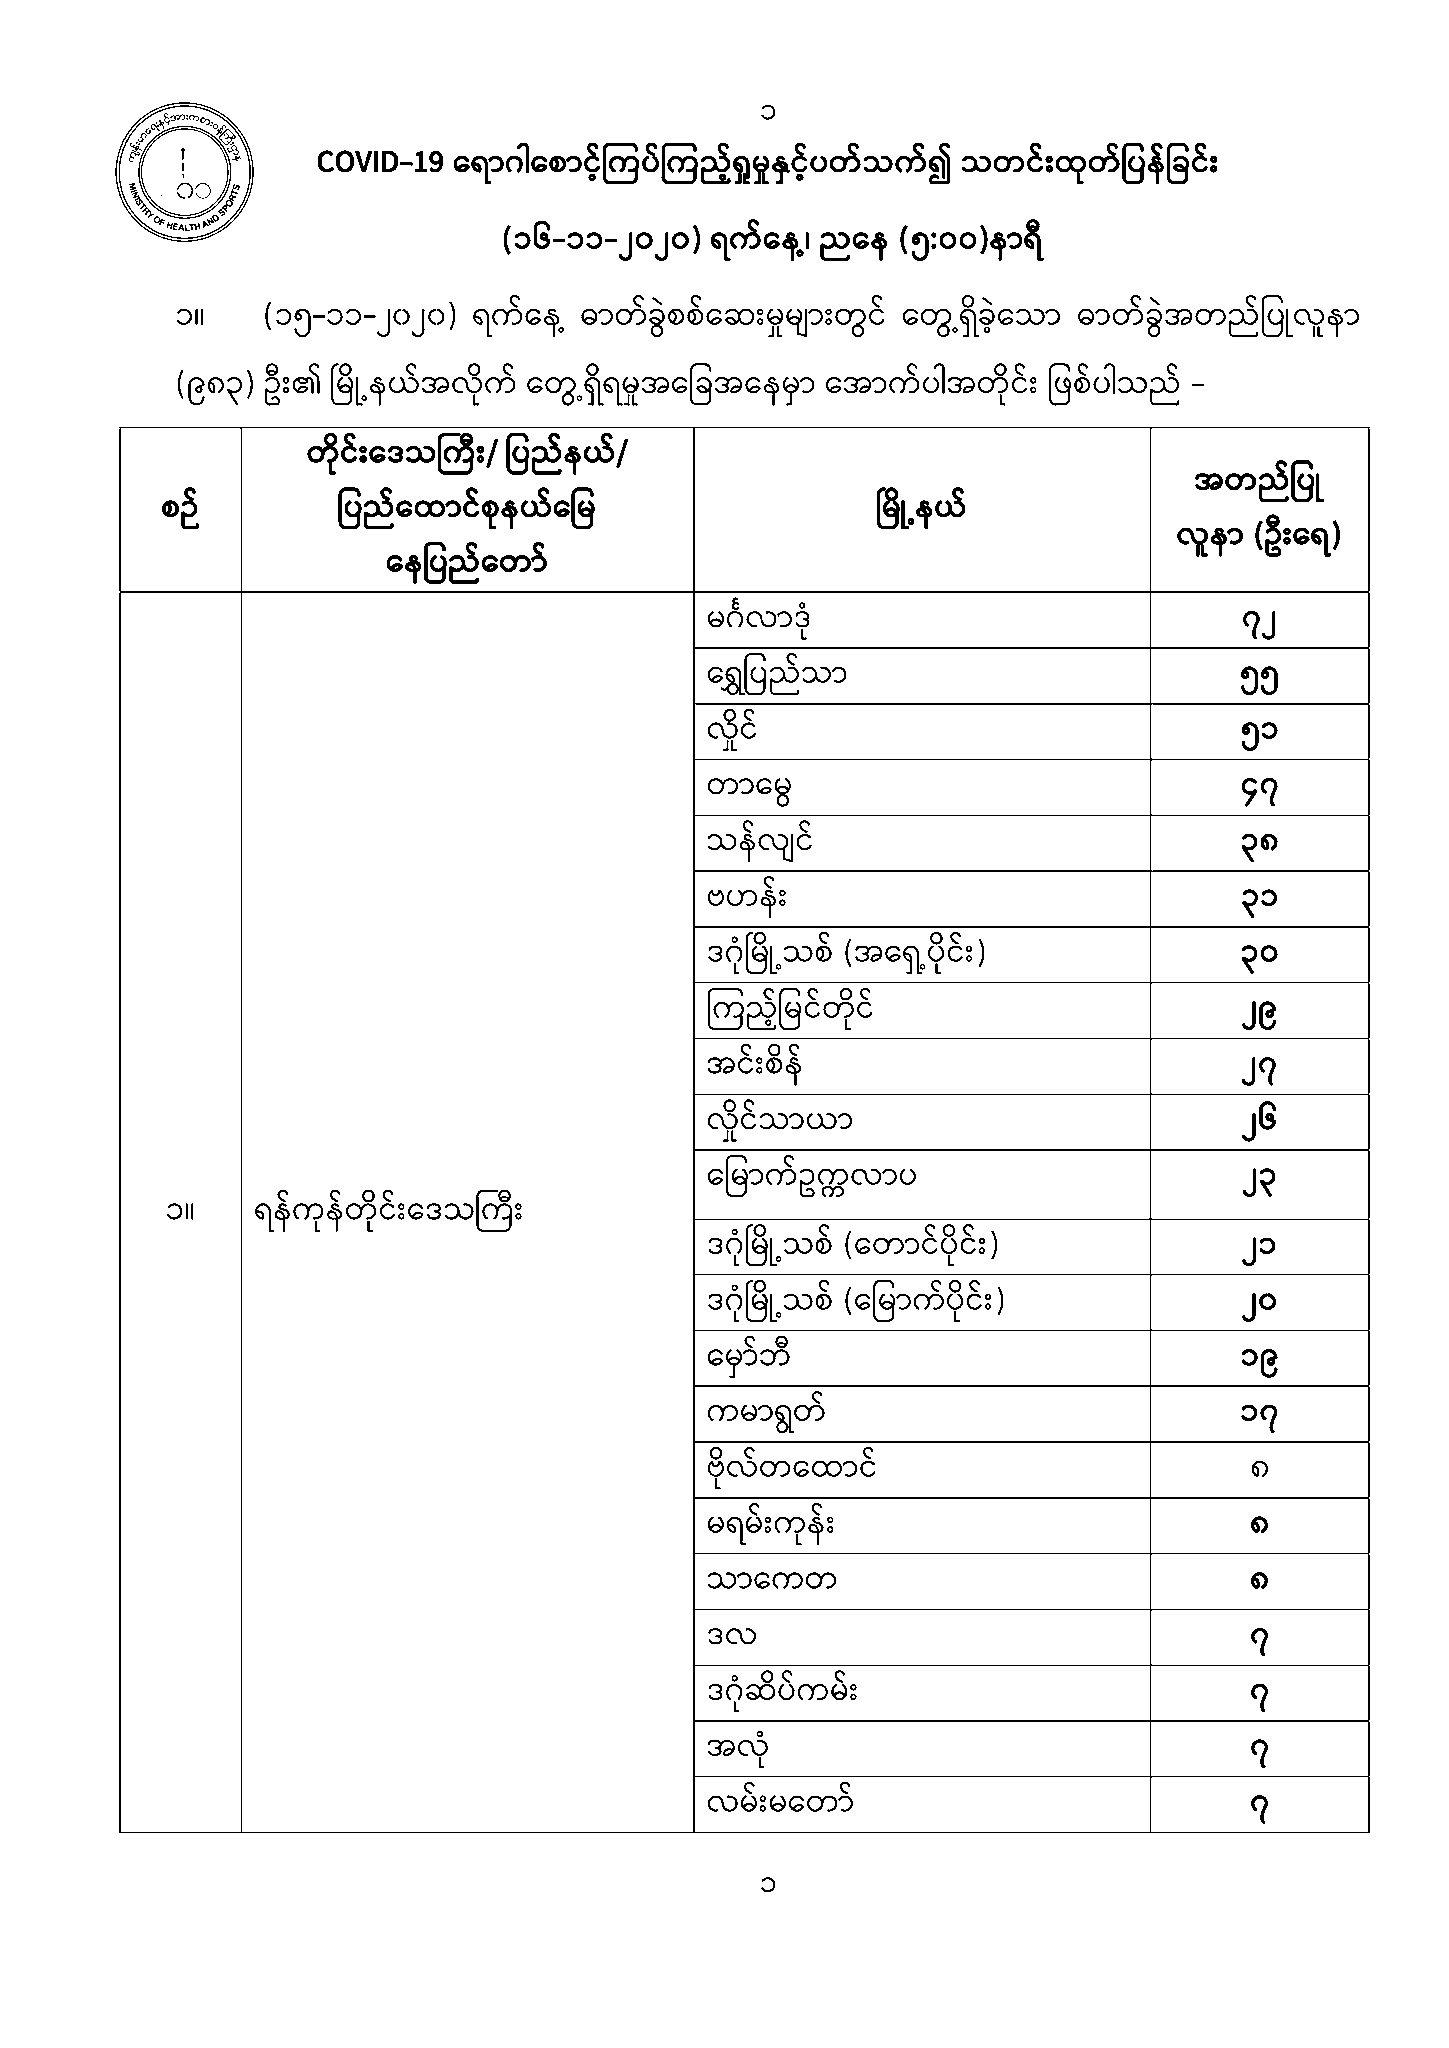 ၁
ကျန်းမာရေးနှင့်အားကစားဝန်ကြီးဌာန
MINISTRY OF HEALTH AND SPORTS
COVID-19 ရောဂါစောင့်ကြပ်ကြည့်ရှုမှုနှင့်ပတ်သက်၍ သတင်းထုတ်ပြန်ခြင်း
(၁၆-၁၁-၂၀၂၀) ရက်နေ့၊ ညနေ (၅:၀၀)နာရီ
၁။ (၁၅-၁၁-၂၀၂၀) ရက်နေ့ ဓာတ်ခွဲစစ်ဆေးမှုများတွင် တွေ့ရှိခဲ့သော ဓာတ်ခွဲအတည်ပြုလူနာ
(၉၈၃) ဦး၏ မြို့နယ်အလိုက် တွေ့ရှိရမှုအခြေအနေမှာ အောက်ပါအတိုင်း ဖြစ်ပါသည် -
စဉ် တိုင်းဒေသကြီး/ ပြည်နယ်/ ပြည်ထောင်စုနယ်မြေ နေပြည်တော် မြို့နယ် အတည်ပြု လူနာ (ဦးရေ)
၁။ ရန်ကုန်တိုင်းဒေသကြီး
မင်္ဂလာဒုံ ၇၂
ရွှေပြည်သာ ၅၅
လှိုင် ၅၁
တာမွေ ၄၇
သန်လျင် ၃၈
ဗဟန်း ၃၁
ဒဂုံမြို့သစ် (အရှေ့ပိုင်း) ၃၀
ကြည့်မြင်တိုင် ၂၉
အင်းစိန် ၂၇
လှိုင်သာယာ ၂၆
မြောက်ဥက္ကလာပ ၂၃
ဒဂုံမြို့သစ် (တောင်ပိုင်း) ၂၁
ဒဂုံမြို့သစ် (မြောက်ပိုင်း) ၂၀
မှော်ဘီ ၁၉
ကမာရွတ် ၁၇
ဗိုလ်တထောင် ၈
မရမ်းကုန်း ၈
သာကေတ ၈
ဒလ ၇
ဒဂုံဆိပ်ကမ်း ၇
အလုံ ၇
လမ်းမတော် ၇
၁